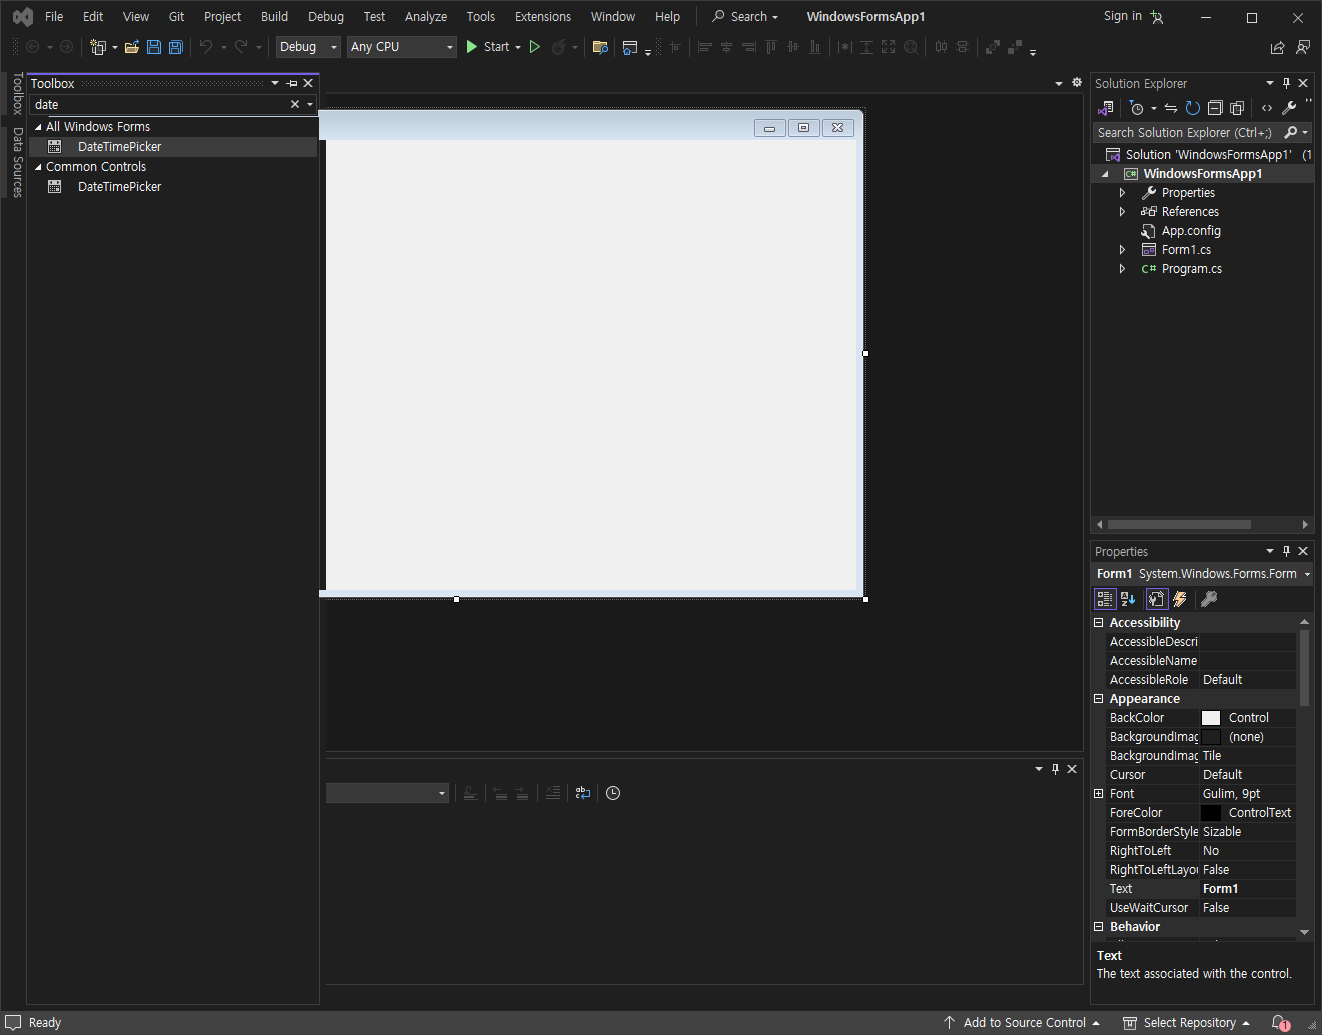 File Edit View Git Project Build Debug Test Analyze Tools Extensions Window Help Search WindowsFormsApp1 Sign in
Debug Any CPU Start
Toolbox
Data Sources
Toolbox
date
All Windows Forms
DateTimePicker
Common Controls
DateTimePicker
Solution Explorer
Search Solution Explorer (Ctrl+;)
Solution 'WindowsFormsApp1' (1
C# WindowsFormsApp1
Properties
References
App.config
Form1.cs
C# Program.cs
Properties
Form1 System.Windows.Forms.Form
Accessibility
AccessibleDescri
AccessibleName
AccessibleRole Default
Appearance
BackColor Control
BackgroundImag (none)
BackgroundImag Tile
Cursor Default
Font Gulim, 9pt
ForeColor ControlText
FormBorderStyle Sizable
RightToLeft No
RightToLeftLayou False
Text Form1
UseWaitCursor False
Behavior
Text
The text associated with the control.
Ready
Add to Source Control Select Repository 1